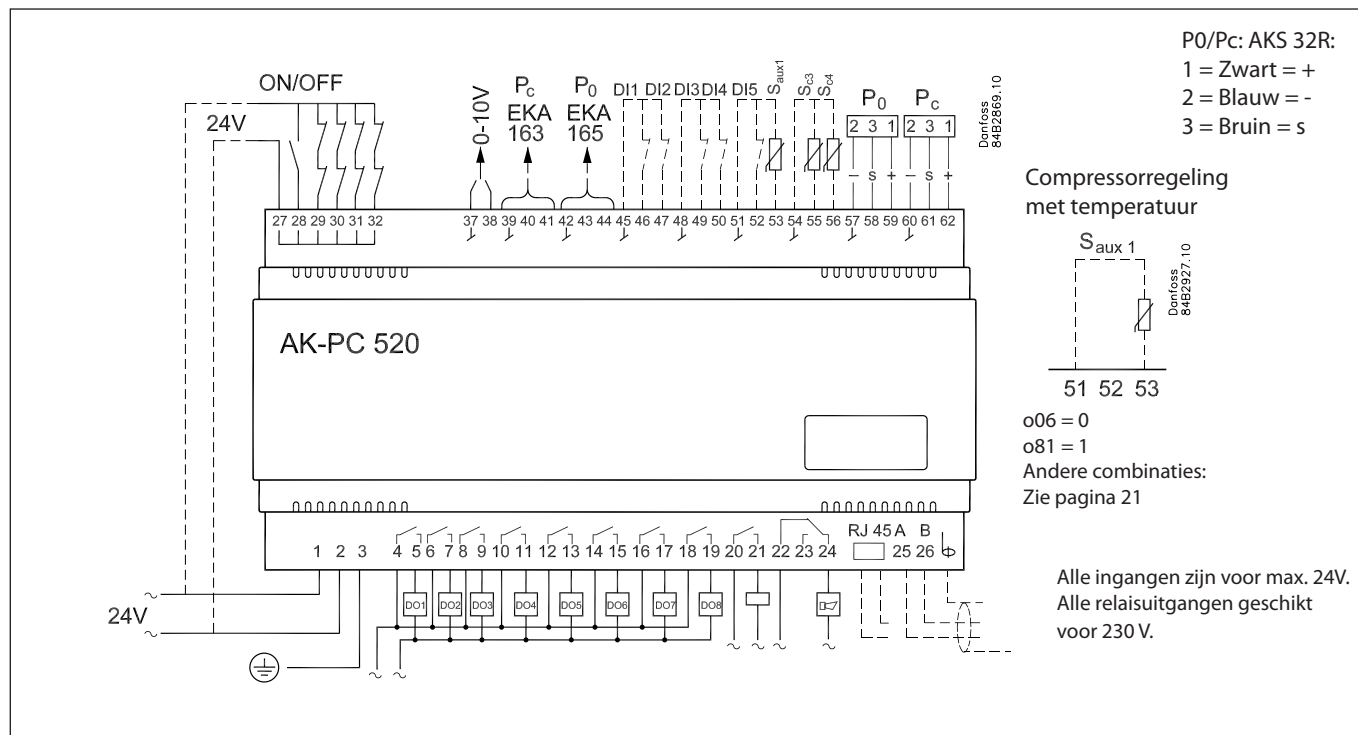 ON/OFF
24V
0-10V
Pc
EKA
163
P0
EKA
165
DI1 DI2 DI3 DI4 DI5 Saux1 Sc3 Sc4
P0 Pc
2 3 1 2 3 1
– s + – s +
Danfoss
84B2869.10
P0/Pc: AKS 32R:
1 = Zwart = +
2 = Blauw = -
3 = Bruin = s
27 28 29 30 31 32 37 38 39 40 41 42 43 44 45 46 47 48 49 50 51 52 53 54 55 56 57 58 59 60 61 62
Compressorregeling
met temperatuur
Saux 1
Danfoss
84B2927.10
51 52 53
o06 = 0
o81 = 1
Andere combinaties:
Zie pagina 21
AK-PC 520
RJ 45 A B
1 2 3 4 5 6 7 8 9 10 11 12 13 14 15 16 17 18 19 20 21 22 23 24 25 26
DO1 DO2 DO3 DO4 DO5 DO6 DO7 DO8
24V
Alle ingangen zijn voor max. 24V.
Alle relaisuitgangen geschikt
voor 230 V.